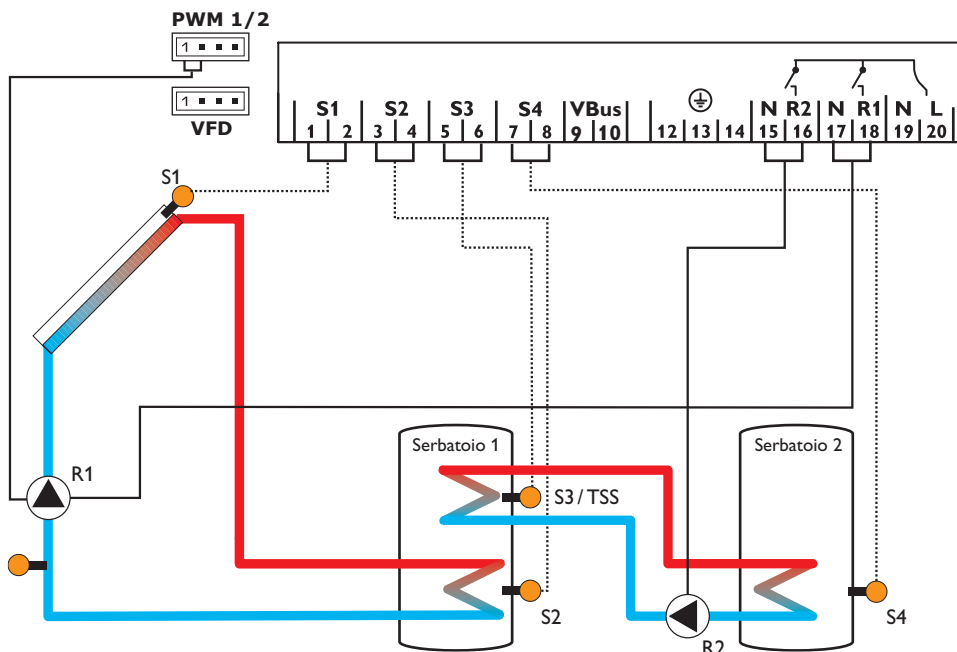 PWM 1/2
1
1
VFD
S1 S2 S3 S4 VBus N R2 N R1 N L
1 2 3 4 5 6 7 8 9 10 12 13 14 15 16 17 18 19 20
S1
R1
Serbatoio 1
Serbatoio 2
S3 / TSS
S2
R2
S4